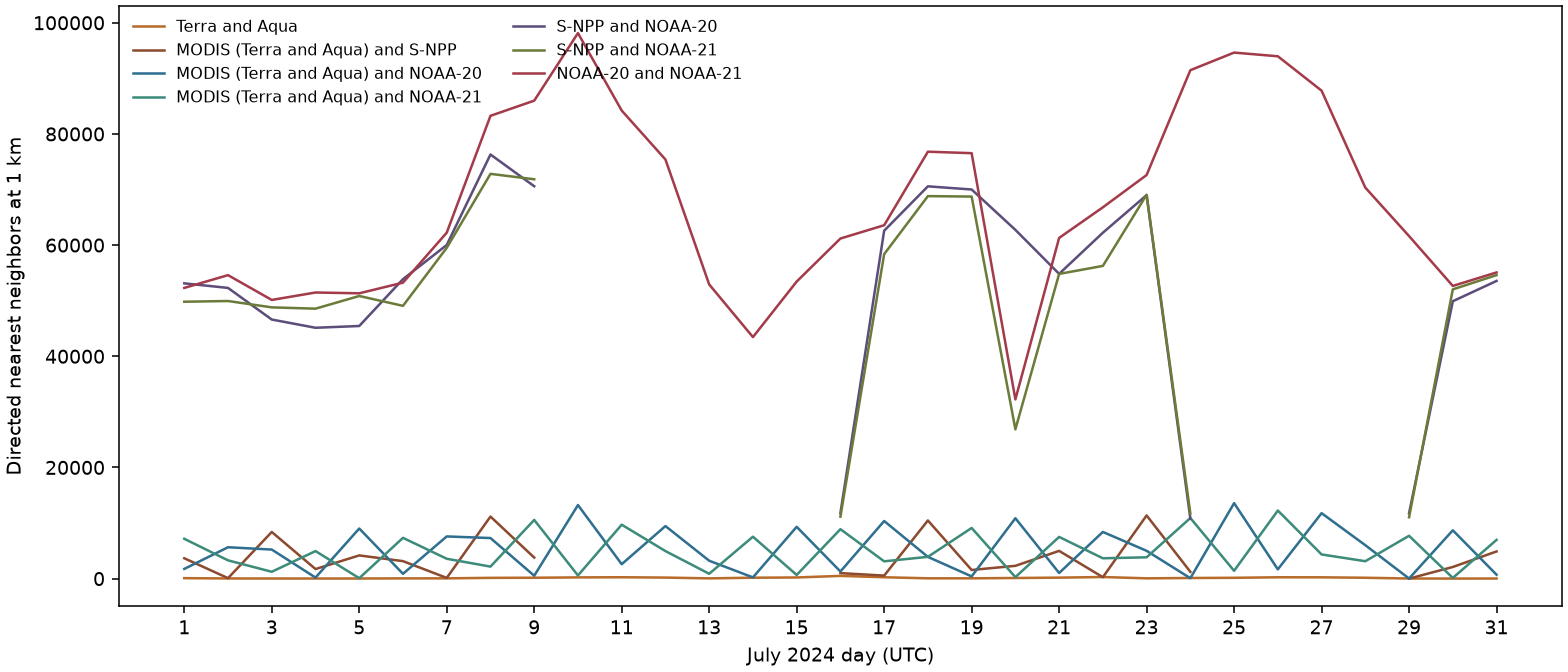 Directed nearest neighbors at 1 km
100000
80000
60000
40000
20000
0
Terra and Aqua
MODIS (Terra and Aqua) and S-NPP
MODIS (Terra and Aqua) and NOAA-20
MODIS (Terra and Aqua) and NOAA-21
S-NPP and NOAA-20
S-NPP and NOAA-21
NOAA-20 and NOAA-21
1 3 5 7 9 11 13 15 17 19 21 23 25 27 29 31
July 2024 day (UTC)